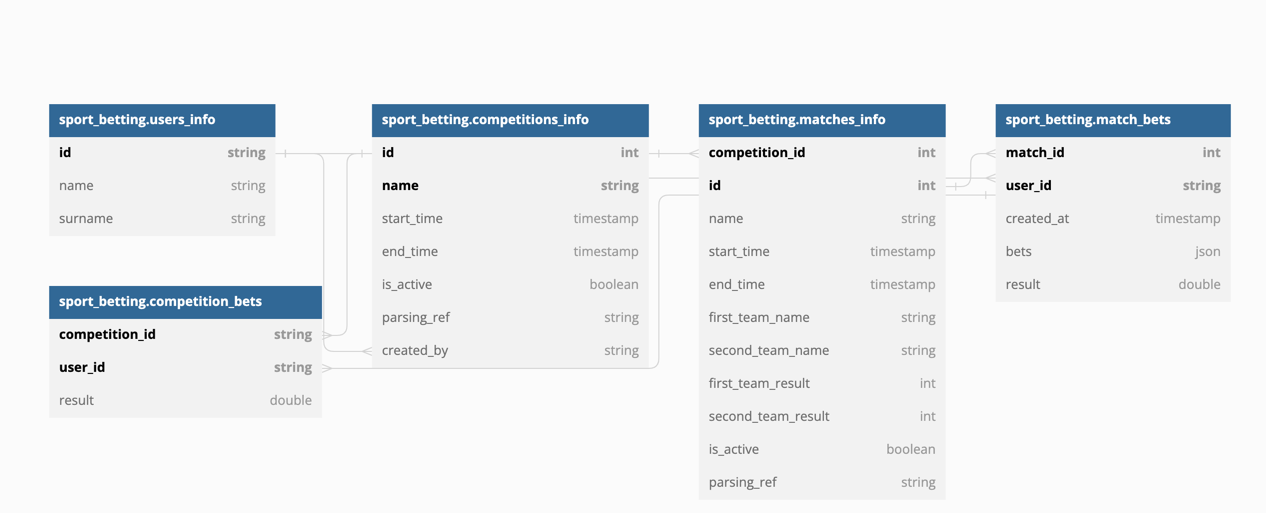 sport_betting.users_info
id string
name string
surname string
sport_betting.competition_bets
competition_id string
user_id string
result double
sport_betting.competitions_info
id int
name string
start_time timestamp
end_time timestamp
is_active boolean
parsing_ref string
created_by string
sport_betting.matches_info
competition_id int
id int
name string
start_time timestamp
end_time timestamp
first_team_name string
second_team_name string
first_team_result int
second_team_result int
is_active boolean
parsing_ref string
sport_betting.match_bets
match_id int
user_id string
created_at timestamp
bets json
result double